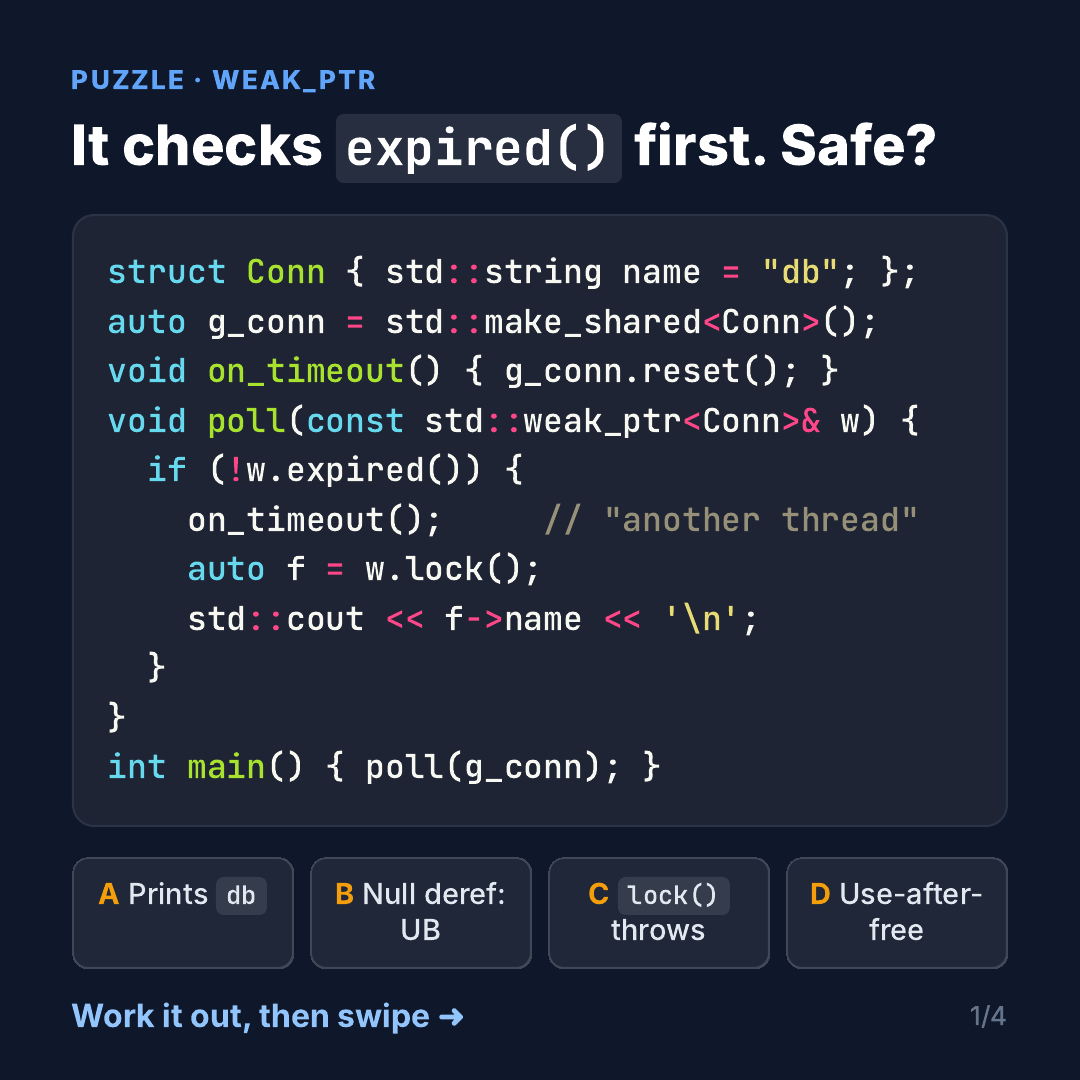 PUZZLE · WEAK_PTR
It checks expired() first. Safe?
struct Conn { std::string name = "db"; };
auto g_conn = std::make_shared<Conn>();
void on_timeout() { g_conn.reset(); }
void poll(const std::weak_ptr<Conn>& w) {
  if (!w.expired()) {
    on_timeout();     // "another thread"
    auto f = w.lock();
    std::cout << f->name << '\n';
  }
}
int main() { poll(g_conn); }
A Prints db
B Null deref:
UB
C lock()
throws
D Use-after-
free
Work it out, then swipe ➜
1/4